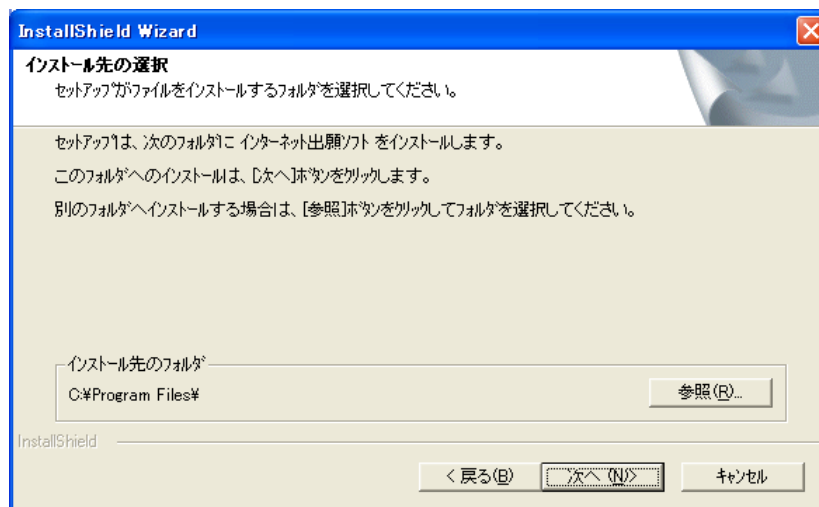 InstallShield Wizard
インストール先の選択
セットアップがファイルをインストールするフォルダを選択してください。
セットアップは、次のフォルダに インターネット出願ソフト をインストールします。
このフォルダへのインストールは、[次へ]ボタンをクリックします。
別のフォルダへインストールする場合は、[参照]ボタンをクリックしてフォルダを選択してください。
インストール先のフォルダ
C:¥Program Files¥
参照(R)...
InstallShield
< 戻る(B)
次へ (N)>
キャンセル